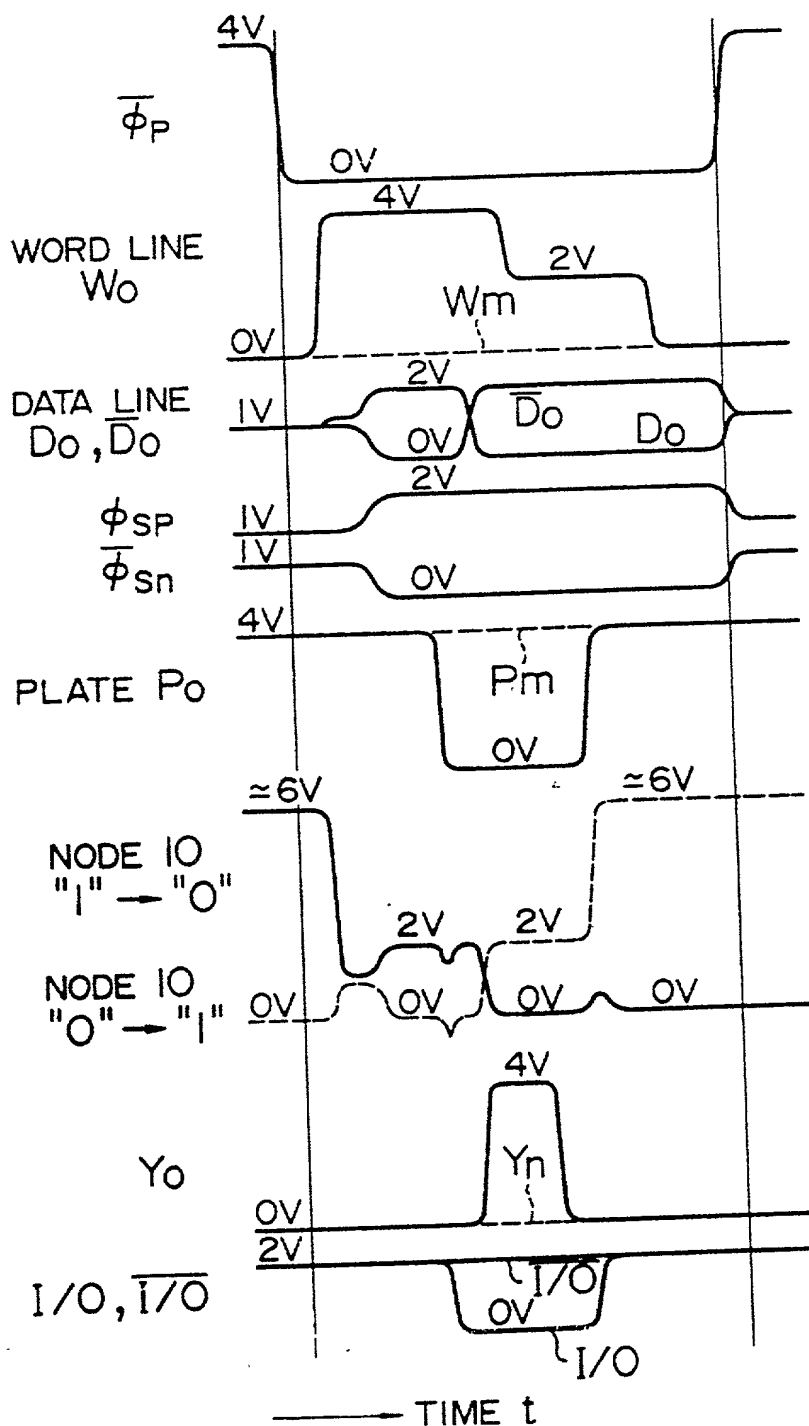 4V
φ̅P
0V
4V
WORD LINE
W0
2V
Wm
0V
2V
DATA LINE
D0, D̅0
1V
D̅0
D0
0V
2V
φSP
1V
φ̅Sn
1V
0V
4V
PLATE P0
Pm
0V
≃6V
≃6V
NODE 10
"1" → "0"
2V
2V
NODE 10
"0" → "1"
0V
0V
0V
0V
4V
Y0
Yn
0V
2V
I/O, I̅/̅O̅
I̅/̅O̅
0V
I/O
→ TIME t